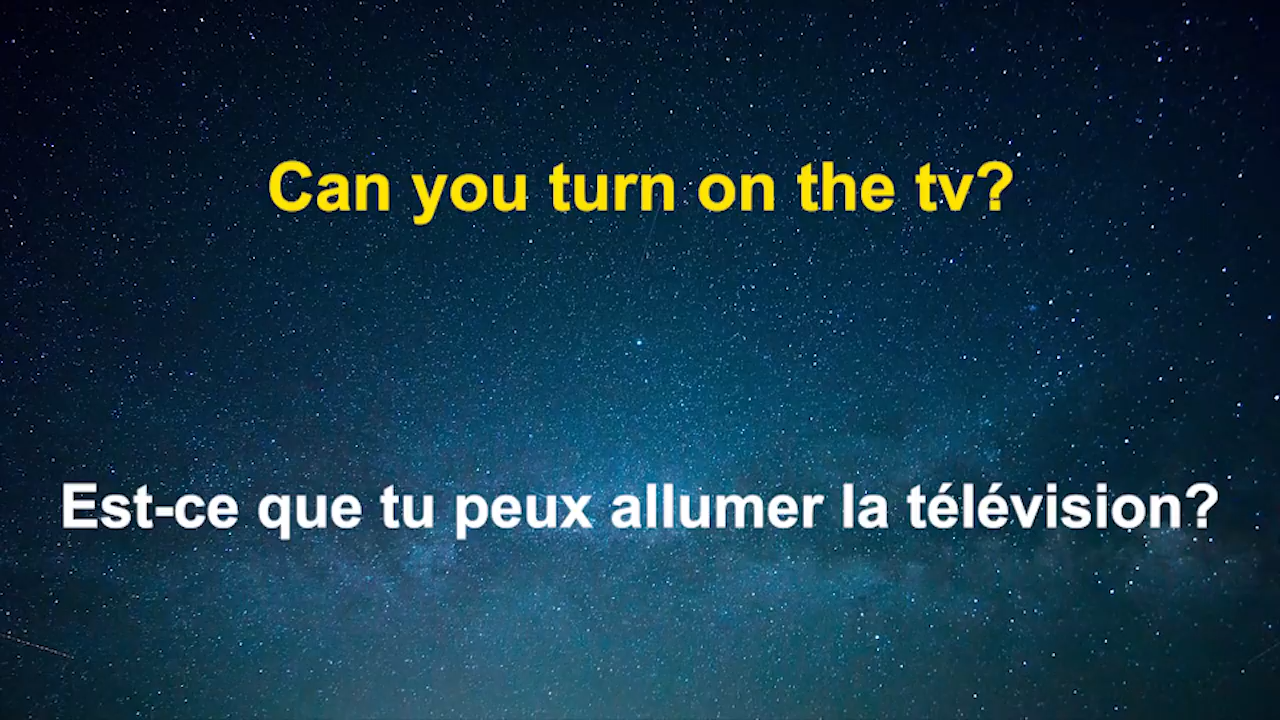 Can you turn on the tv?
Est-ce que tu peux allumer la télévision?